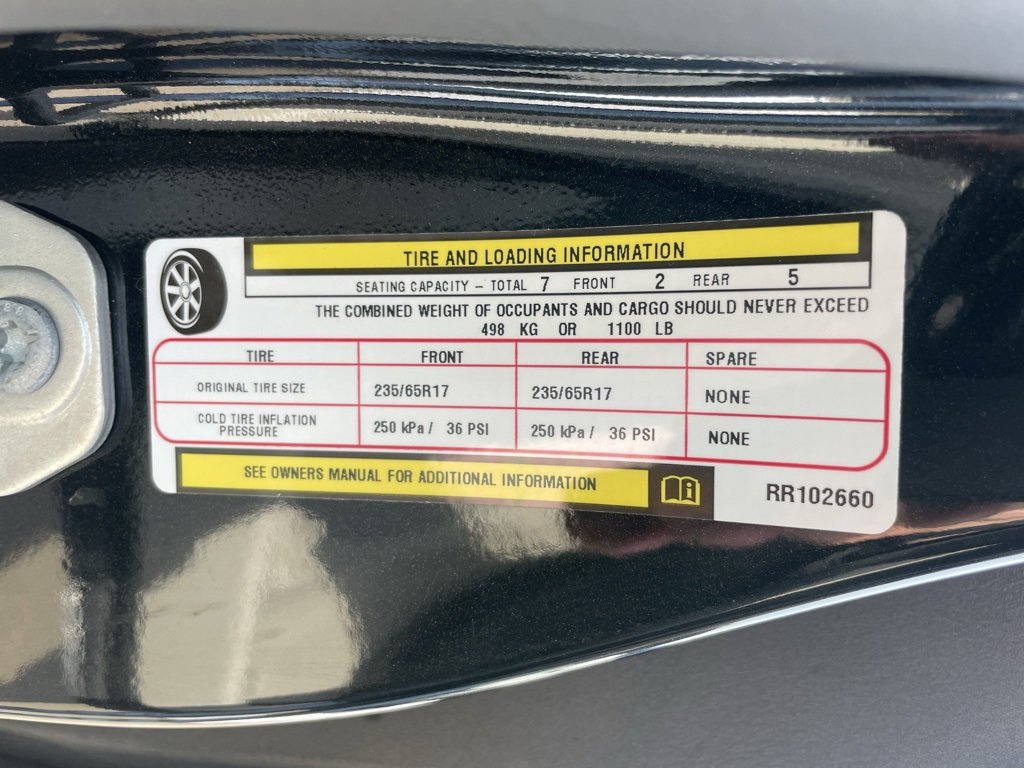 TIRE AND LOADING INFORMATION
SEATING CAPACITY – TOTAL 7 FRONT 2 REAR 5
THE COMBINED WEIGHT OF OCCUPANTS AND CARGO SHOULD NEVER EXCEED
498 KG OR 1100 LB
TIRE FRONT REAR SPARE
ORIGINAL TIRE SIZE 235/65R17 235/65R17 NONE
COLD TIRE INFLATION
PRESSURE 250 kPa / 36 PSI 250 kPa / 36 PSI NONE
SEE OWNERS MANUAL FOR ADDITIONAL INFORMATION
RR102660